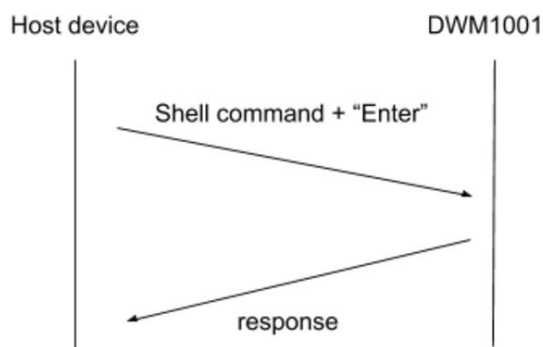 Host device
DWM1001
Shell command + “Enter”
response